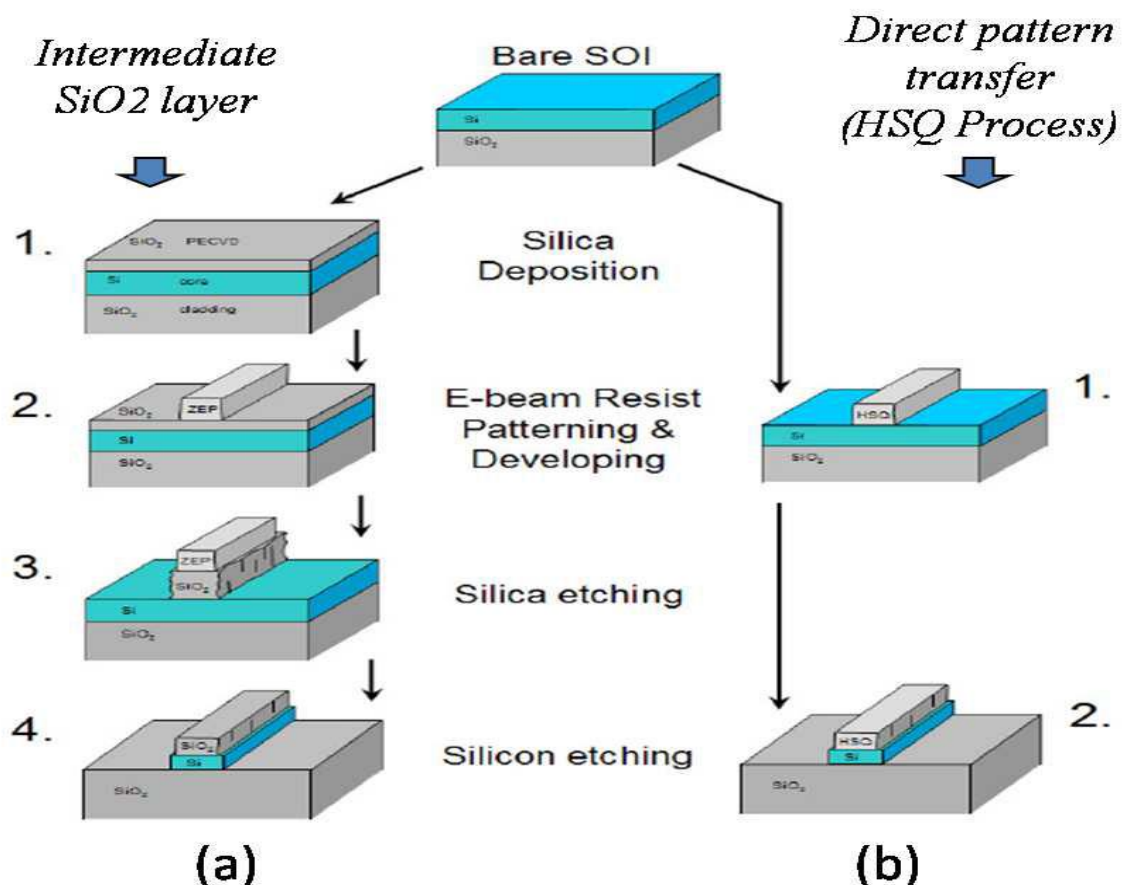 Intermediate
SiO2 layer
Bare SOI
Si
SiO₂
Direct pattern
transfer
(HSQ Process)
1.
SiO₂ PECVD
Si core
SiO₂ cladding
Silica
Deposition
2.
SiO₂ ZEP
Si
SiO₂
E-beam Resist
Patterning &
Developing
1.
HSQ
Si
SiO₂
3.
ZEP
SiO₂
Si
SiO₂
Silica etching
4.
SiO₂
Si
SiO₂
Silicon etching
2.
HSQ
Si
SiO₂
(a)
(b)